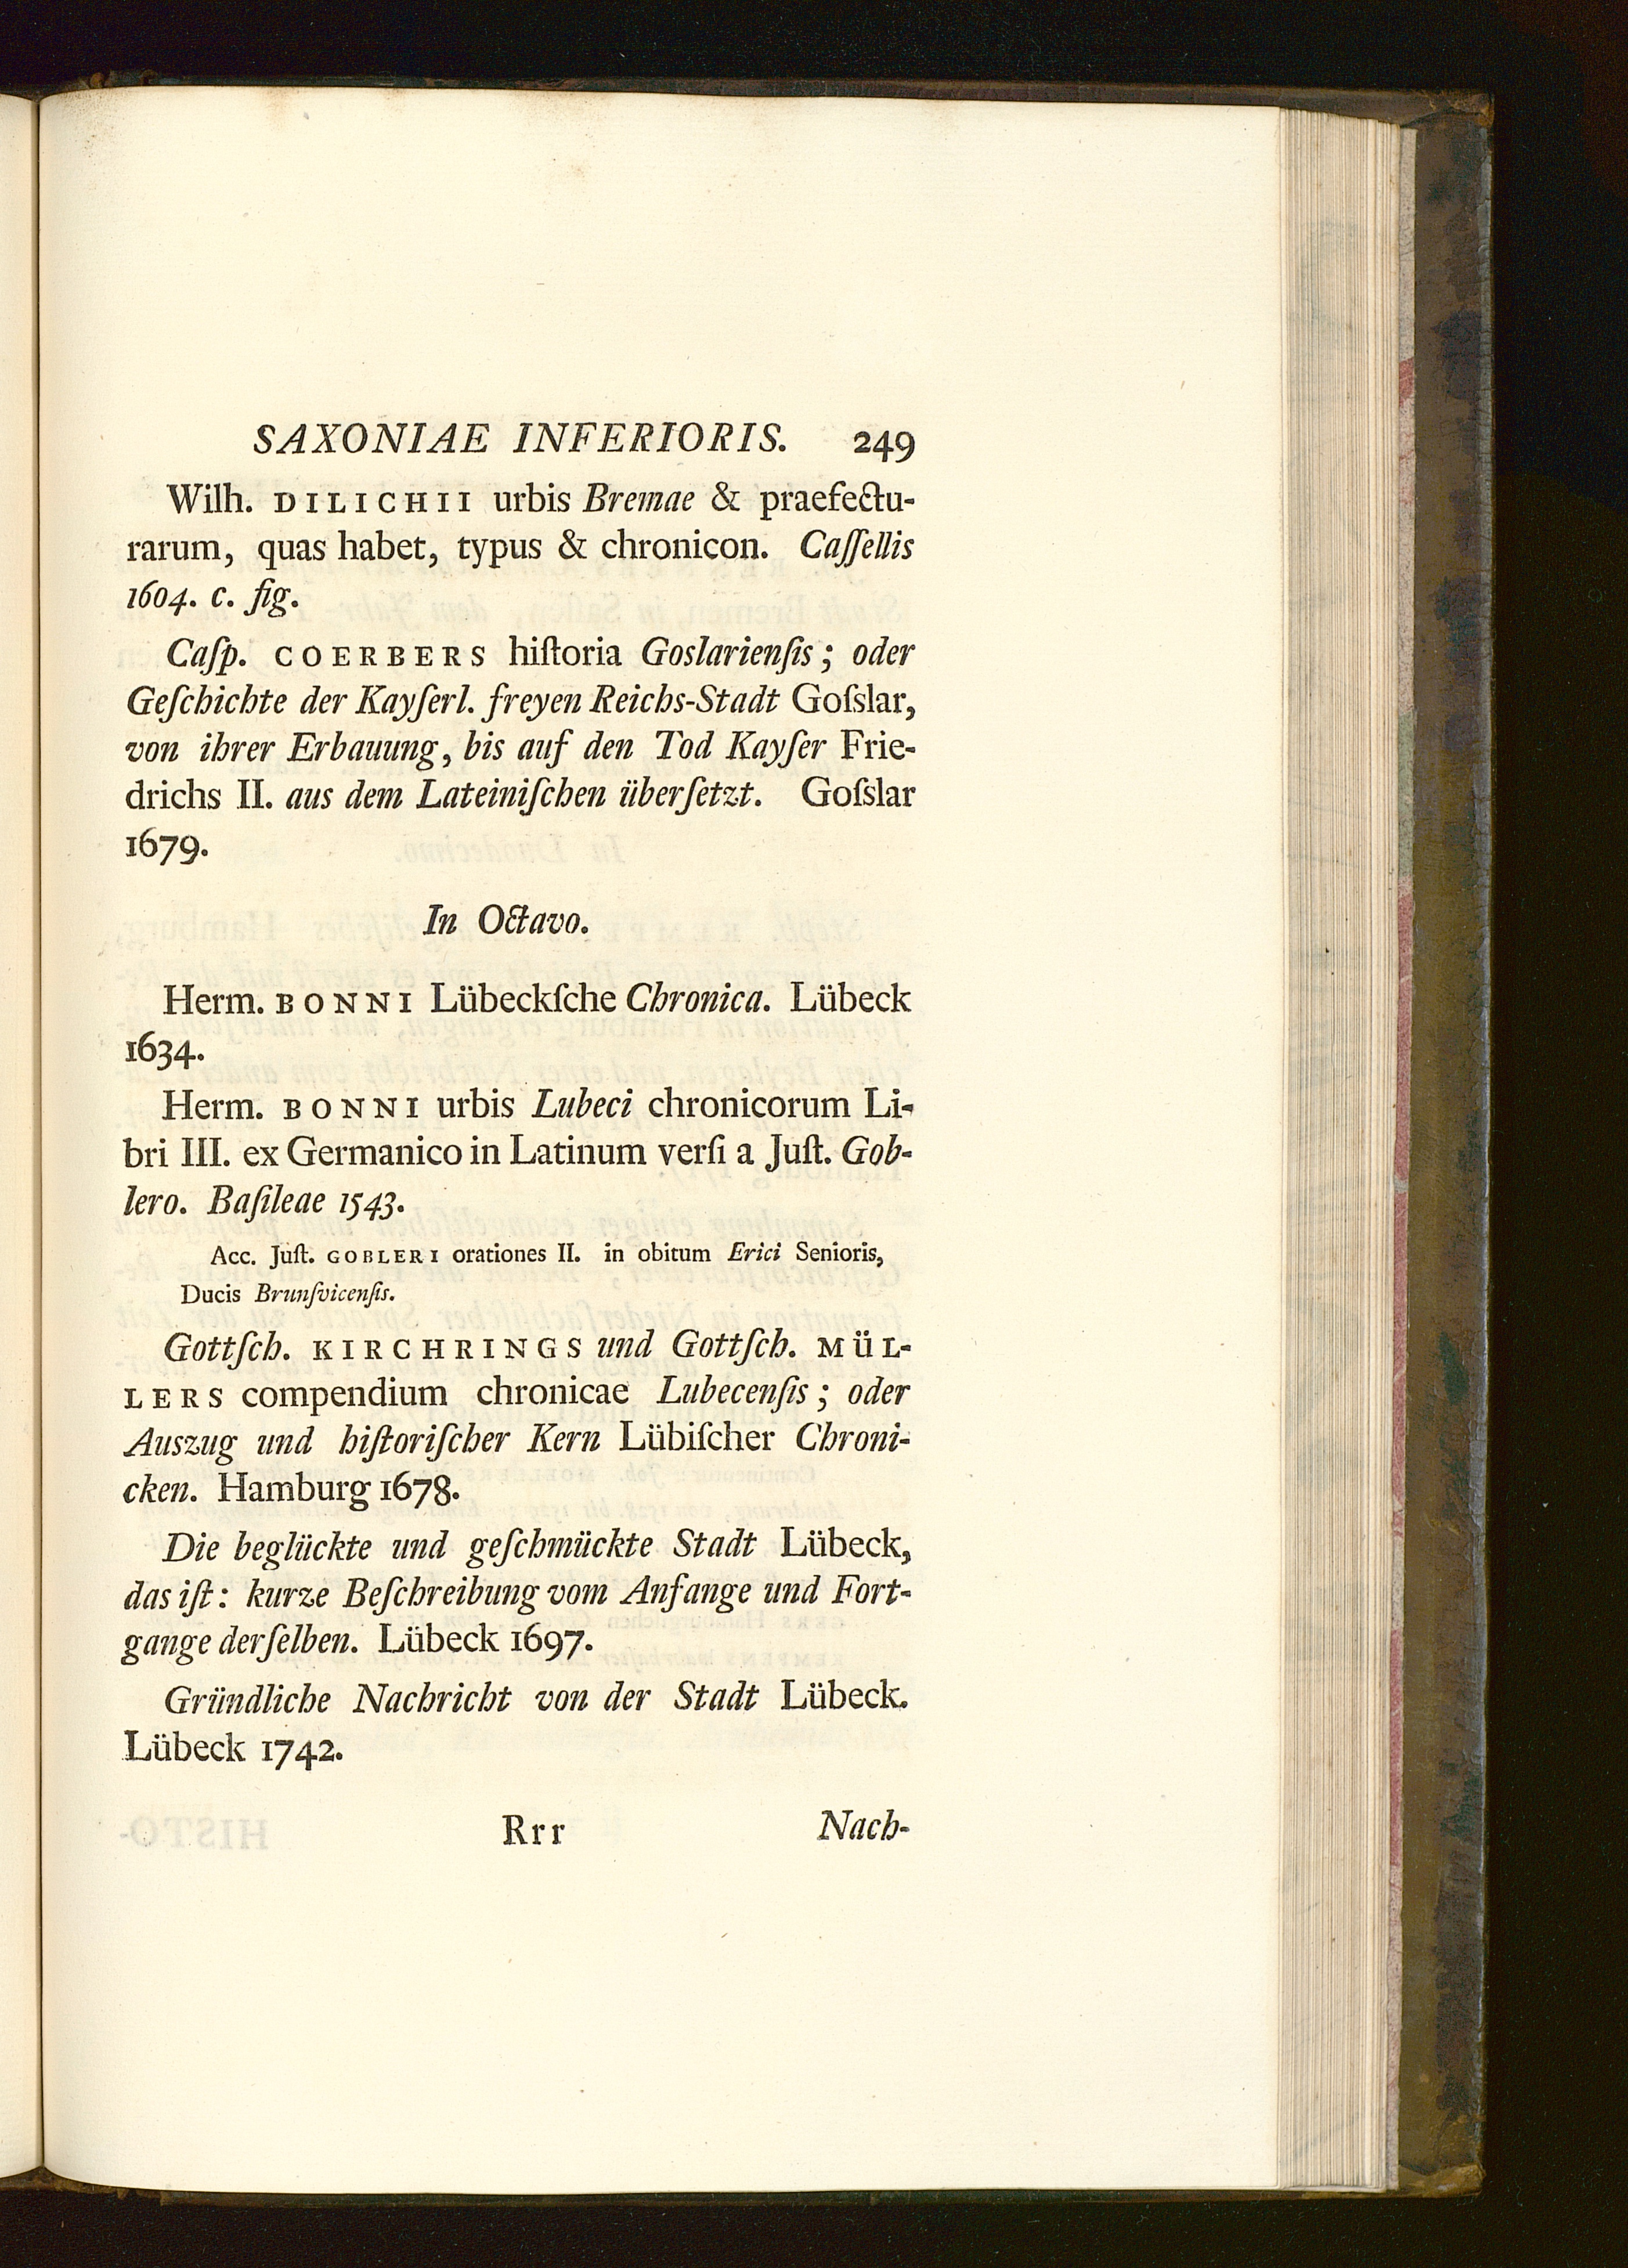 SAXONIAE INFERIORIS. 249
Wilh. DILICHII urbis Bremae & praefectu-
rarum, quas habet, typus & chronicon. Caſſellis
1604. c. fig.
Caſp. COERBERS hiſtoria Goslarienſis; oder
Geſchichte der Kayſerl. freyen Reichs-Stadt Goſslar,
von ihrer Erbauung, bis auf den Tod Kayſer Frie-
drichs II. aus dem Lateiniſchen überſetzt. Goſslar
1679.
In Octavo.
Herm. BONNI Lübeckſche Chronica. Lübeck
1634.
Herm. BONNI urbis Lubeci chronicorum Li-
bri III. ex Germanico in Latinum verſi a Juſt. Gob-
lero. Baſileae 1543.
Acc. Juſt. GOBLERI orationes II. in obitum Erici Senioris,
Ducis Brunſvicenſis.
Gottſch. KIRCHRINGS und Gottſch. MÜL-
LERS compendium chronicae Lubecenſis; oder
Auszug und hiſtoriſcher Kern Lübiſcher Chroni-
cken. Hamburg 1678.
Die beglückte und geſchmückte Stadt Lübeck,
das iſt: kurze Beſchreibung vom Anfange und Fort-
gange derſelben. Lübeck 1697.
Gründliche Nachricht von der Stadt Lübeck.
Lübeck 1742.
Rrr Nach-